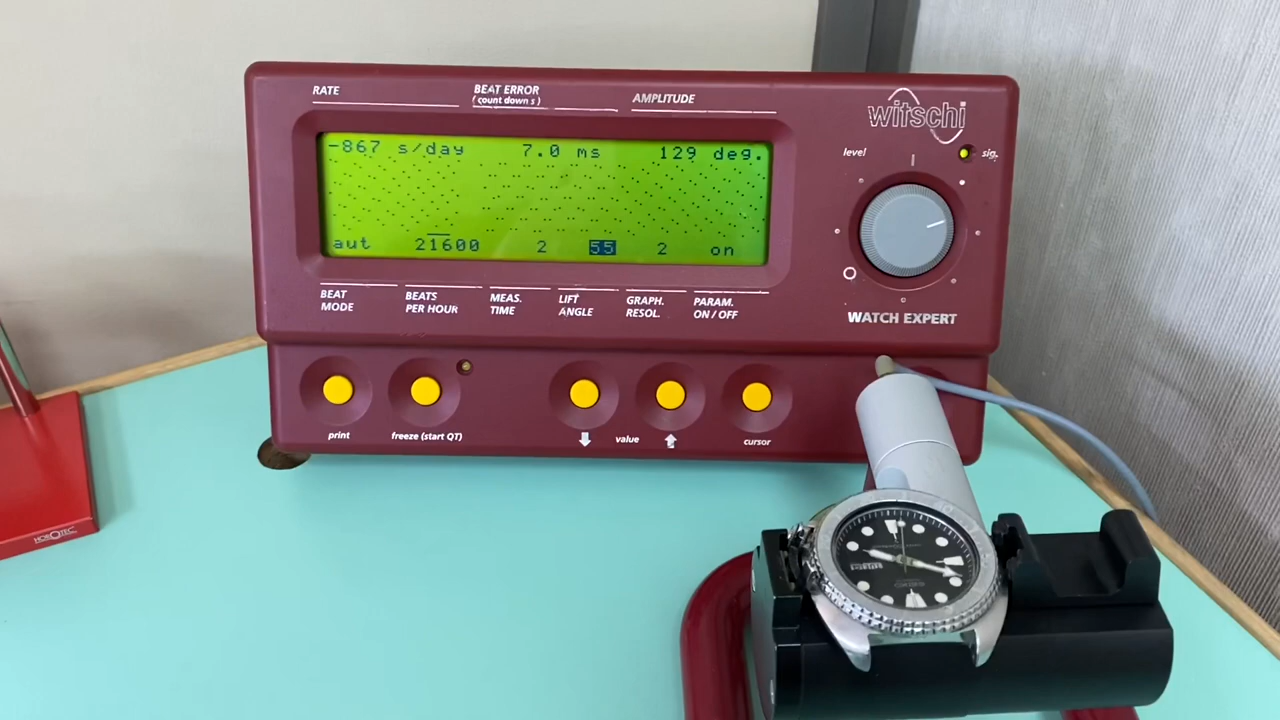 RATE
BEAT ERROR
(count down s)
AMPLITUDE
witschi
-867 s/day 7.0 ms 129 deg.
level
sig.
aut 21600 2 55 2 on
BEAT MODE
BEATS PER HOUR
MEAS. TIME
LIFT ANGLE
GRAPH. RESOL.
PARAM. ON / OFF
WATCH EXPERT
print
freeze (start QT)
value
cursor
HOROTEC
SEIKO